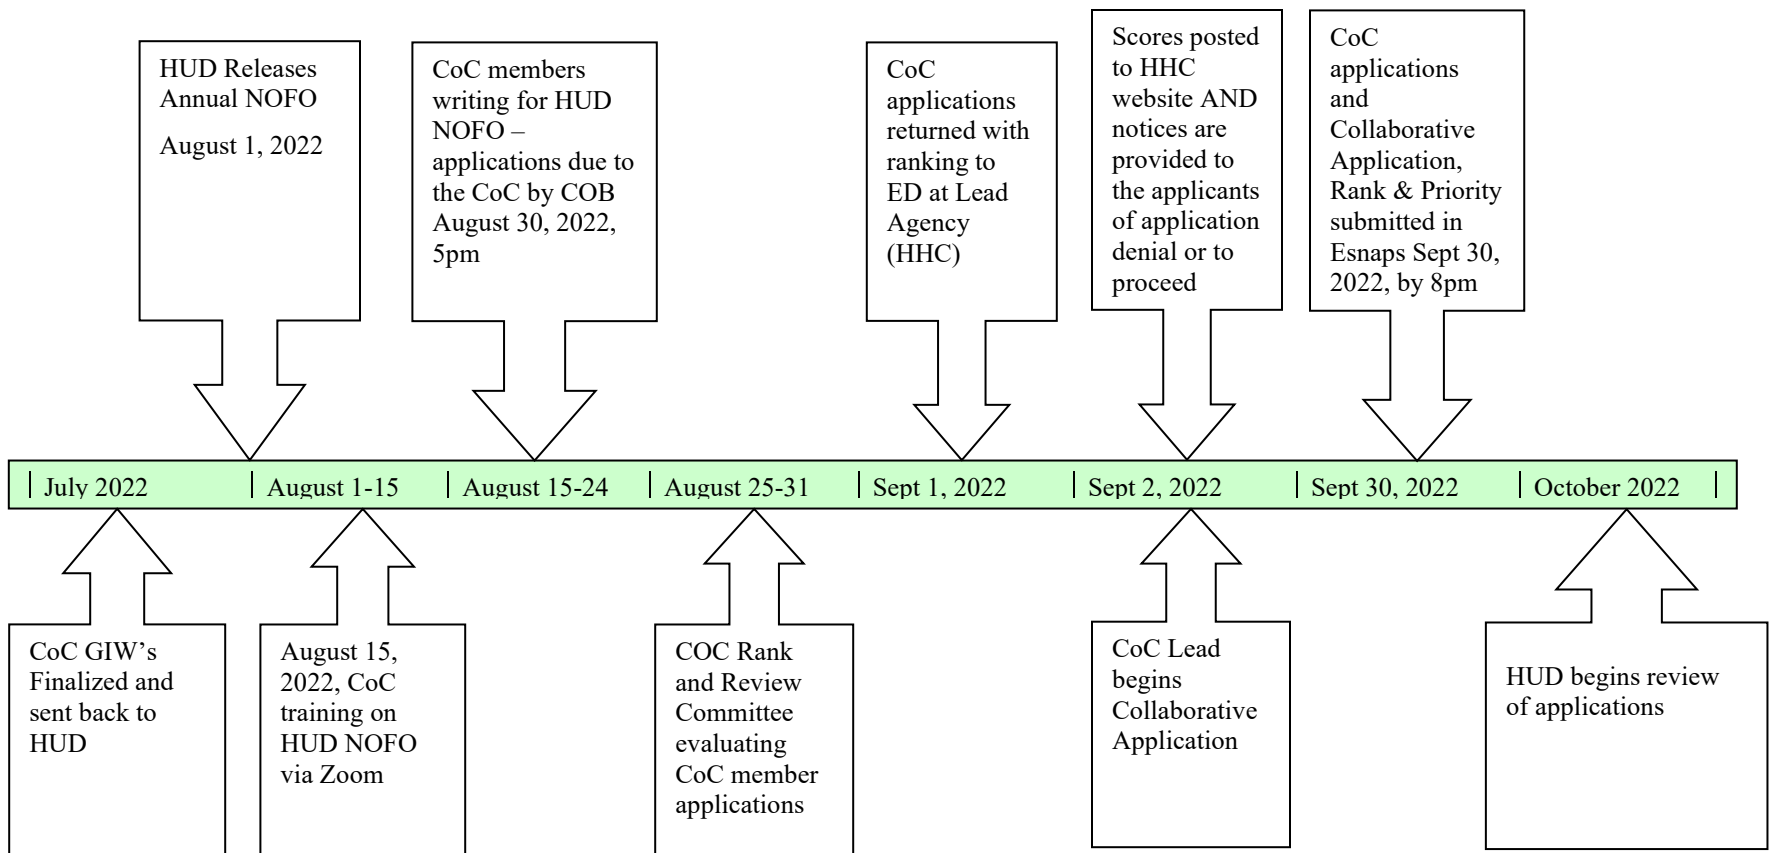 HUD Releases
Annual NOFO
August 1, 2022
CoC members
writing for HUD
NOFO –
applications due to
the CoC by COB
August 30, 2022,
5pm
CoC
applications
returned with
ranking to
ED at Lead
Agency
(HHC)
Scores posted
to HHC
website AND
notices are
provided to
the applicants
of application
denial or to
proceed
CoC
applications
and
Collaborative
Application,
Rank & Priority
submitted in
Esnaps Sept 30,
2022, by 8pm
July 2022
August 1-15
August 15-24
August 25-31
Sept 1, 2022
Sept 2, 2022
Sept 30, 2022
October 2022
CoC GIW’s
Finalized and
sent back to
HUD
August 15,
2022, CoC
training on
HUD NOFO
via Zoom
COC Rank
and Review
Committee
evaluating
CoC member
applications
CoC Lead
begins
Collaborative
Application
HUD begins review
of applications